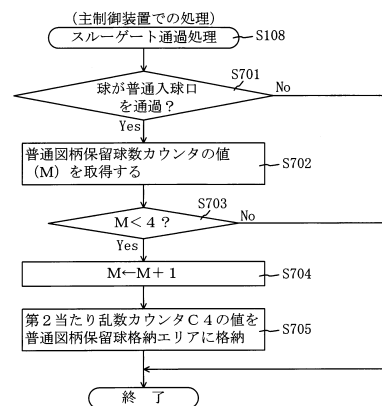 (主制御装置での処理)
スルーゲート通過処理 S108
球が普通入球口 S701
を通過? No
Yes
普通図柄保留球数カウンタの値
(M)を取得する S702
M<4? S703
No
Yes
M←M+1 S704
第2当たり乱数カウンタC4の値を
普通図柄保留球格納エリアに格納 S705
終 了